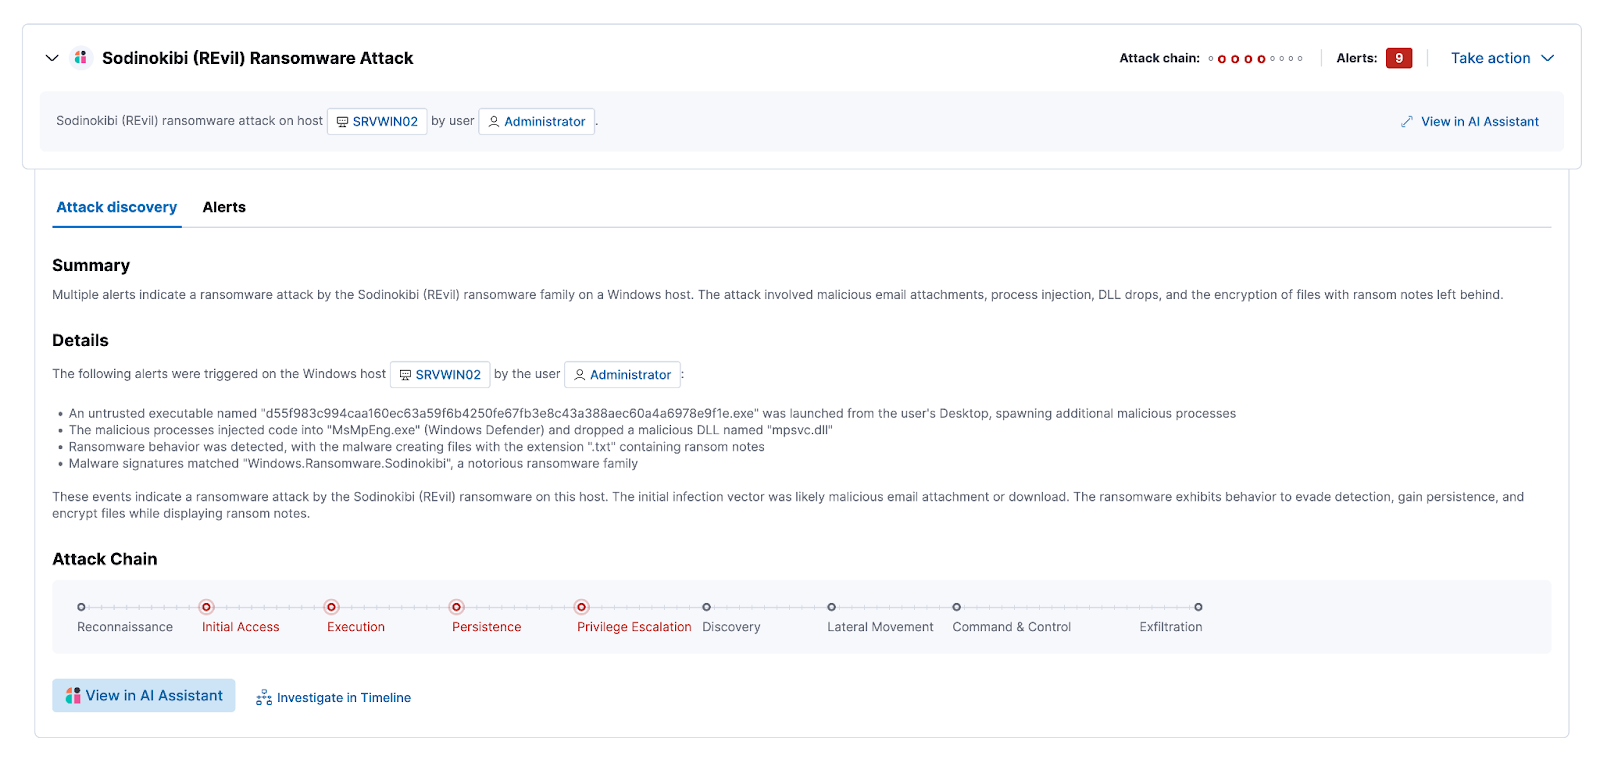 Sodinokibi (REvil) Ransomware Attack
Attack chain:
Alerts: 9
Take action
Sodinokibi (REvil) ransomware attack on host SRVWIN02 by user Administrator.
View in AI Assistant
Attack discovery
Alerts
Summary
Multiple alerts indicate a ransomware attack by the Sodinokibi (REvil) ransomware family on a Windows host. The attack involved malicious email attachments, process injection, DLL drops, and the encryption of files with ransom notes left behind.
Details
The following alerts were triggered on the Windows host SRVWIN02 by the user Administrator:
• An untrusted executable named "d55f983c994caa160ec63a59f6b4250fe67fb3e8c43a388aec60a4a6978e9f1e.exe" was launched from the user's Desktop, spawning additional malicious processes
• The malicious processes injected code into "MsMpEng.exe" (Windows Defender) and dropped a malicious DLL named "mpsvc.dll"
• Ransomware behavior was detected, with the malware creating files with the extension ".txt" containing ransom notes
• Malware signatures matched "Windows.Ransomware.Sodinokibi", a notorious ransomware family
These events indicate a ransomware attack by the Sodinokibi (REvil) ransomware on this host. The initial infection vector was likely malicious email attachment or download. The ransomware exhibits behavior to evade detection, gain persistence, and
encrypt files while displaying ransom notes.
Attack Chain
Reconnaissance
Initial Access
Execution
Persistence
Privilege Escalation
Discovery
Lateral Movement
Command & Control
Exfiltration
View in AI Assistant
Investigate in Timeline